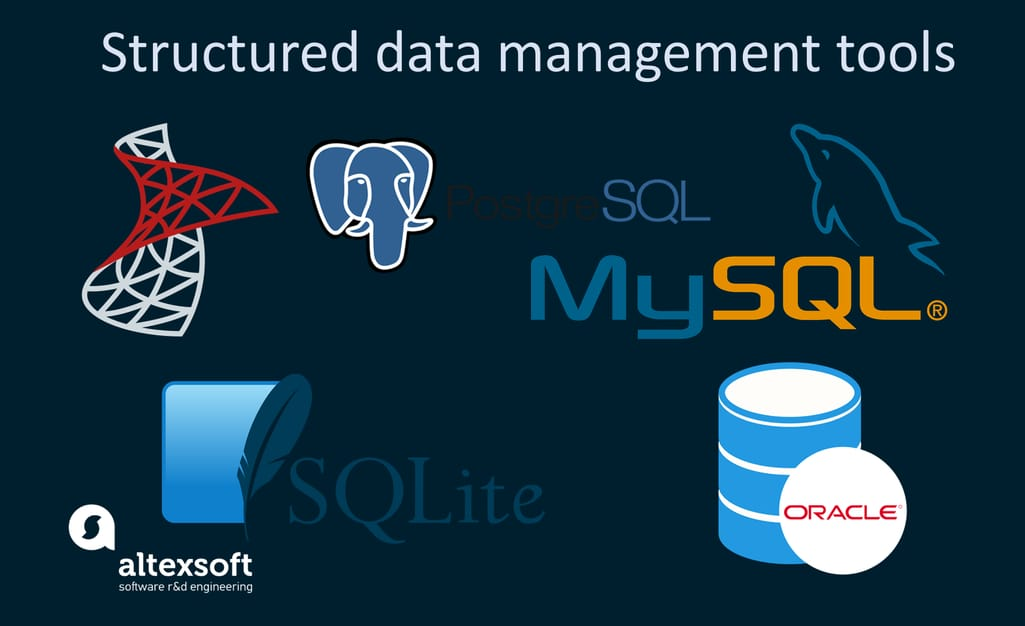 Structured data management tools
PostgreSQL
MySQL®
SQLite
ORACLE®
altexsoft
software r&d engineering